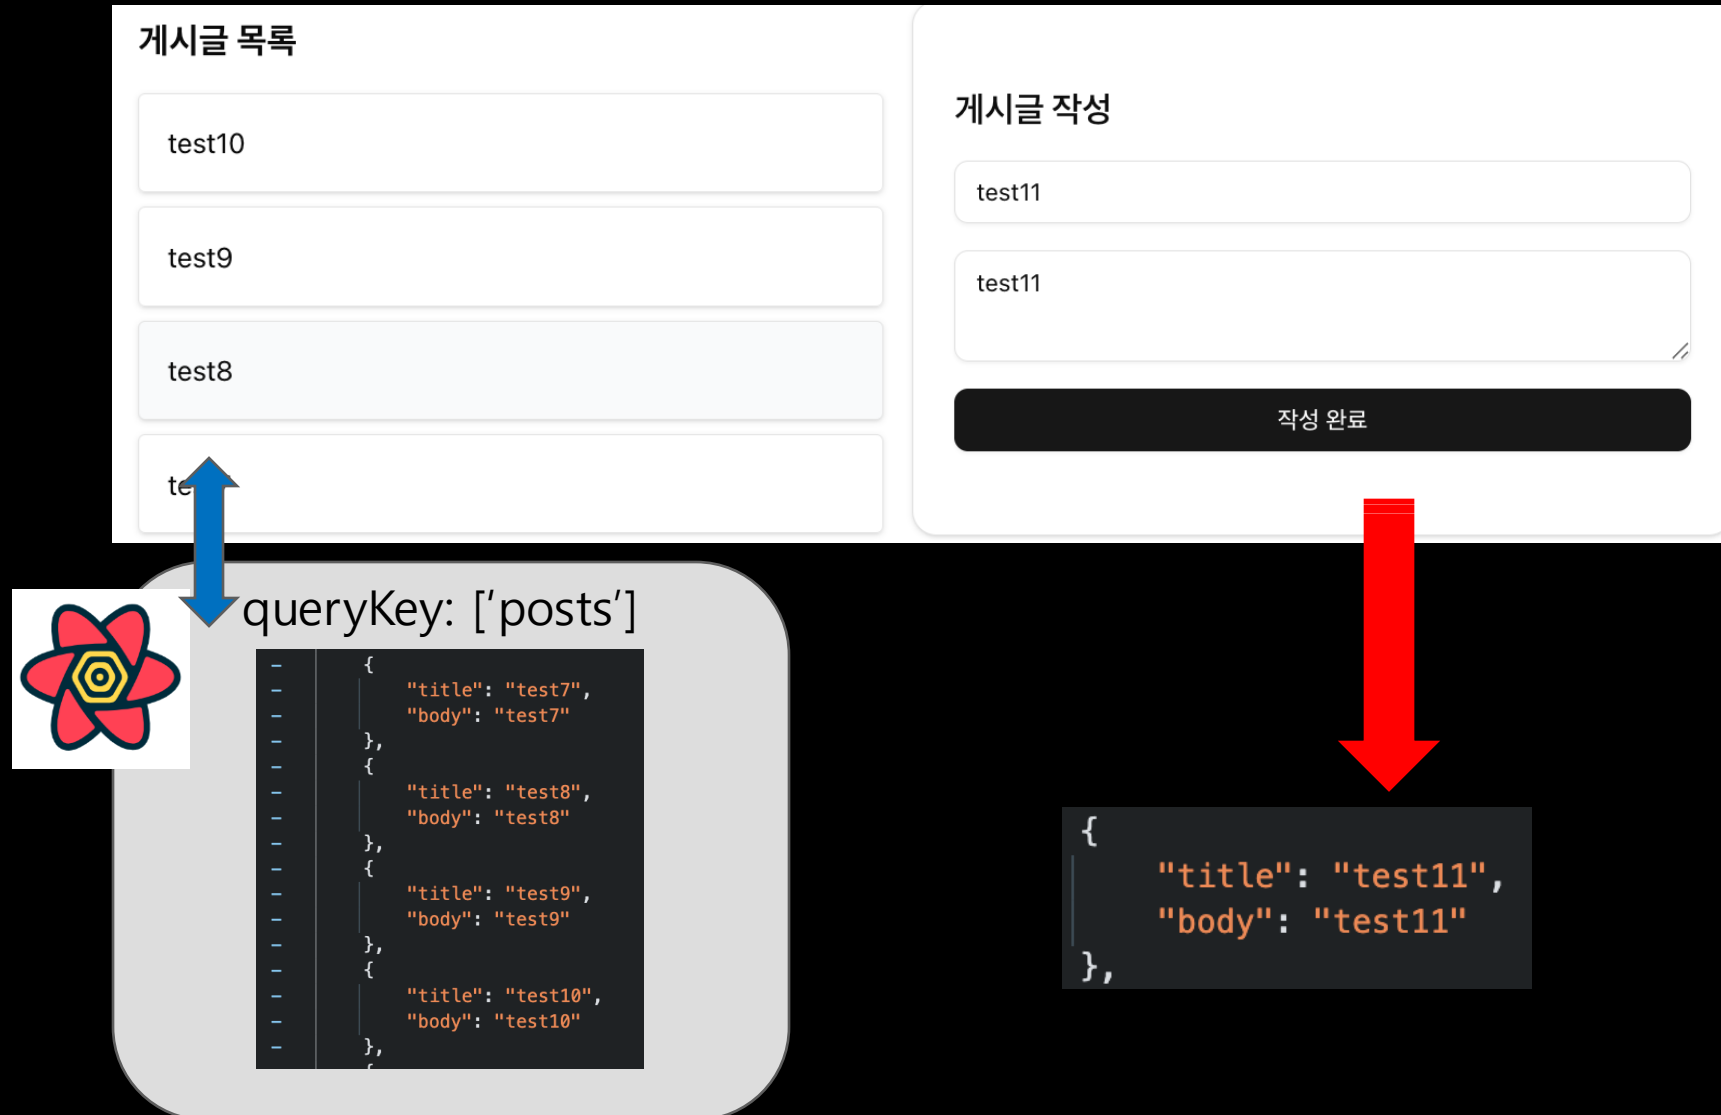 게시글 목록
test10
test9
test8
게시글 작성
test11
test11
작성 완료
queryKey: [‘posts’]
{
"title": "test7",
"body": "test7"
},
{
"title": "test8",
"body": "test8"
},
{
"title": "test9",
"body": "test9"
},
{
"title": "test10",
"body": "test10"
},
{
"title": "test11",
"body": "test11"
},